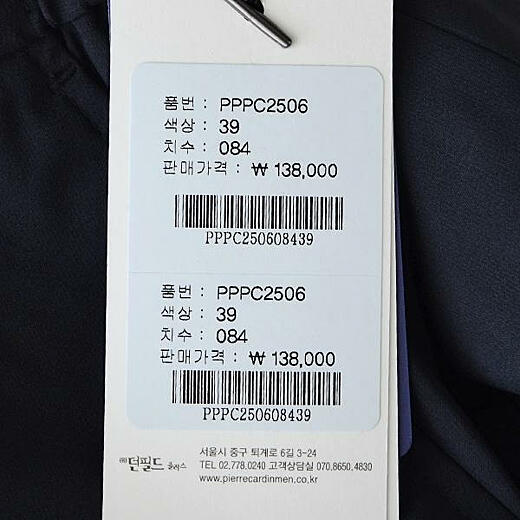 품번 : PPPC2506
색상 : 39
치수 : 084
판매가격 : ₩ 138,000
PPPC250608439
품번 : PPPC2506
색상 : 39
치수 : 084
판매가격 : ₩ 138,000
PPPC250608439
㈜던필드 플러스
서울시 중구 퇴계로 6길 3-24
TEL 02.778.0240 고객상담실 070.8650.4830
www.pierrecardinmen.co.kr